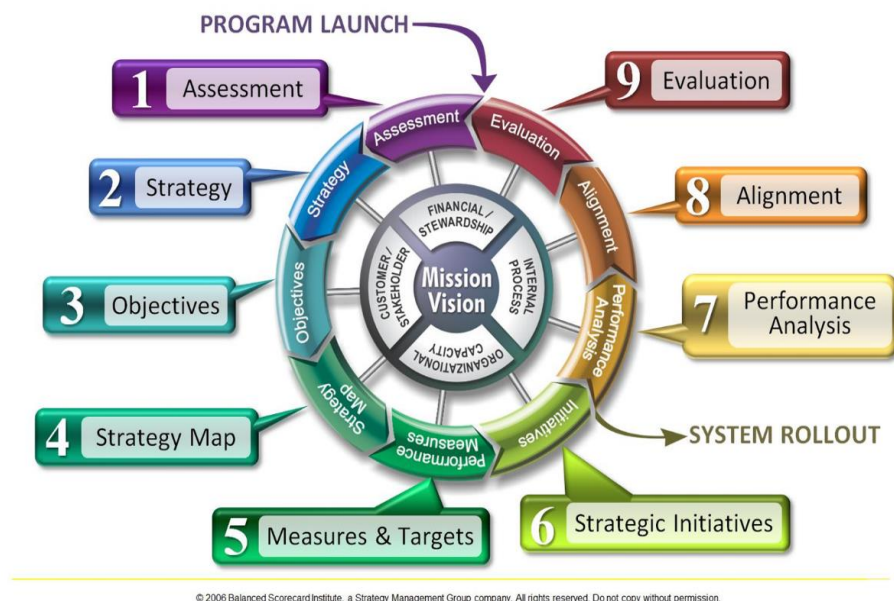 PROGRAM LAUNCH
1 Assessment
2 Strategy
3 Objectives
4 Strategy Map
5 Measures & Targets
6 Strategic Initiatives
7 Performance
Analysis
8 Alignment
9 Evaluation
SYSTEM ROLLOUT
Assessment
Strategy
Objectives
Strategy
Map
Performance
Measures
Initiatives
Performance
Analysis
Alignment
Evaluation
FINANCIAL/
STEWARDSHIP
INTERNAL
PROCESS
ORGANIZATIONAL
CAPACITY
CUSTOMER/
STAKEHOLDER
Mission
Vision
© 2006 Balanced Scorecard Institute, a Strategy Management Group company. All rights reserved. Do not copy without permission.